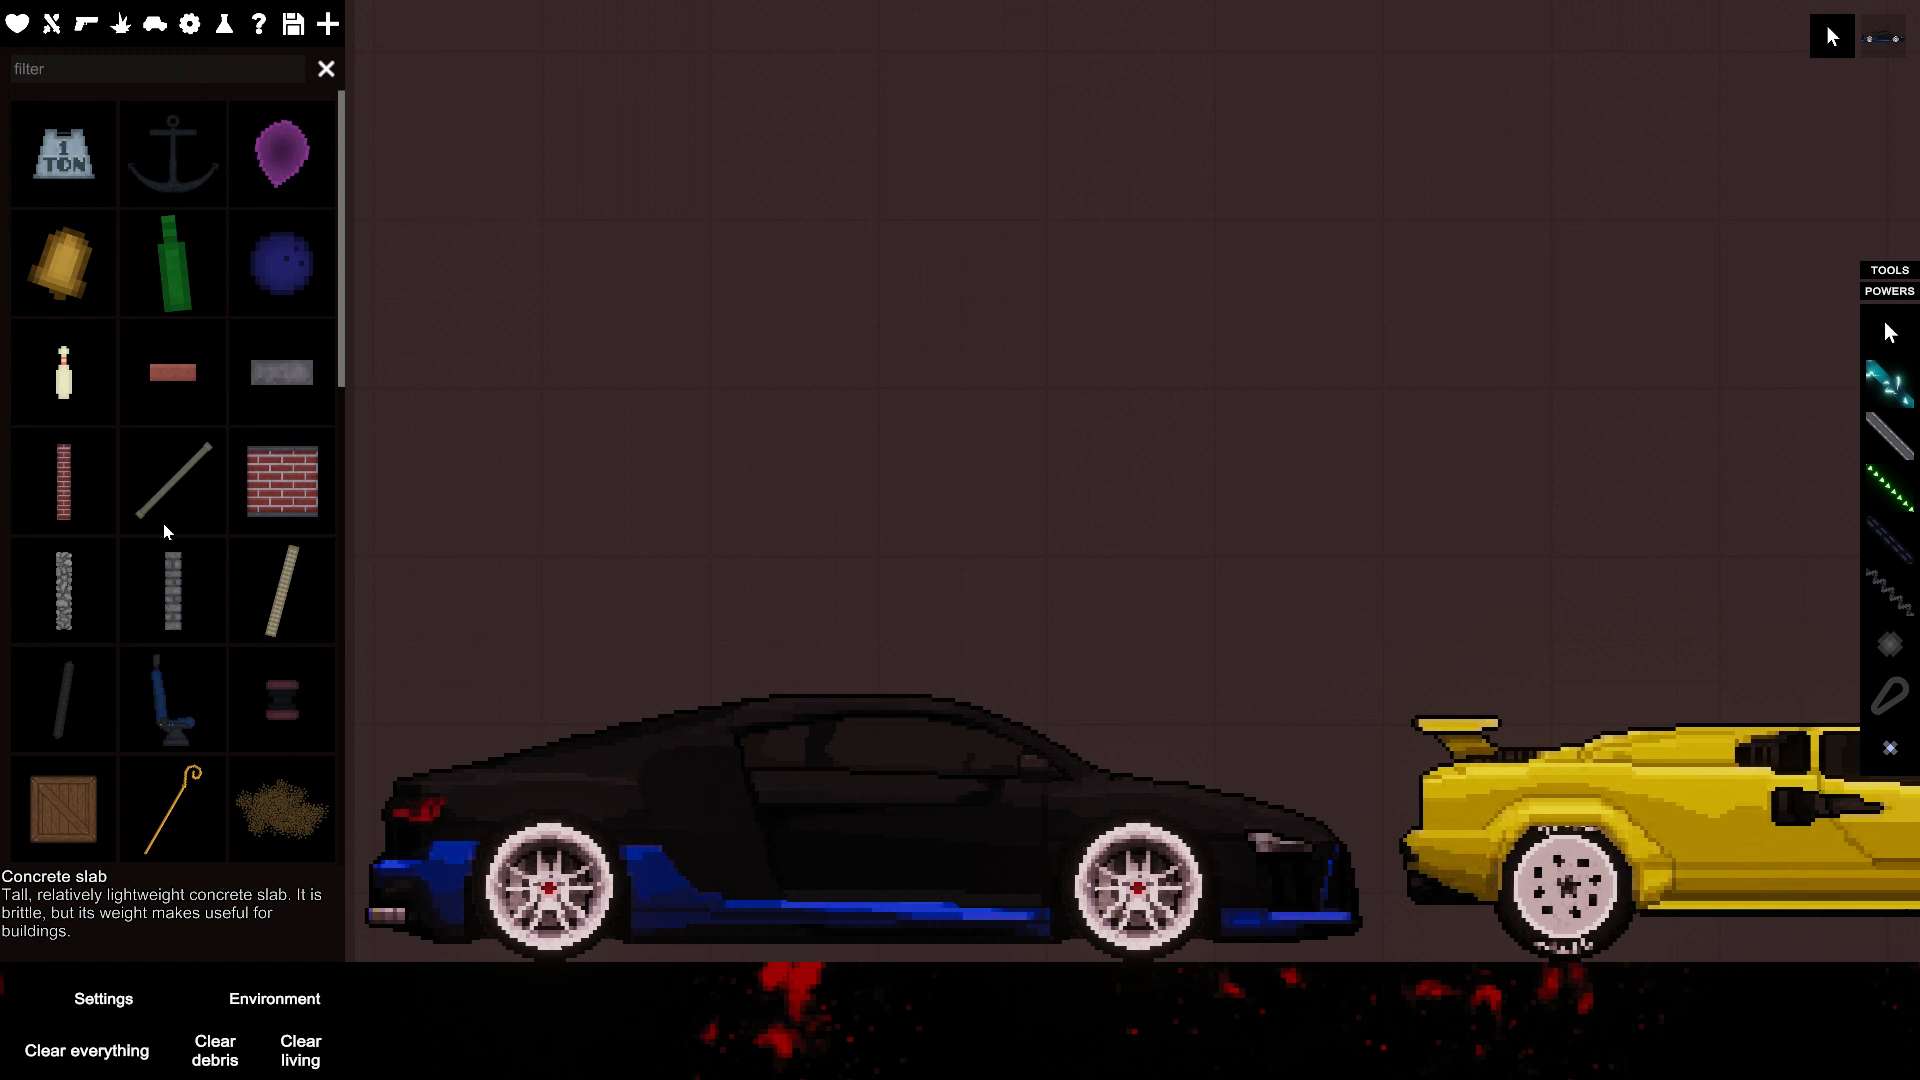 filter
1
TON
Concrete slab
Tall, relatively lightweight concrete slab. It is
brittle, but its weight makes useful for
buildings.
Settings
Environment
Clear everything
Clear
debris
Clear
living
TOOLS
POWERS